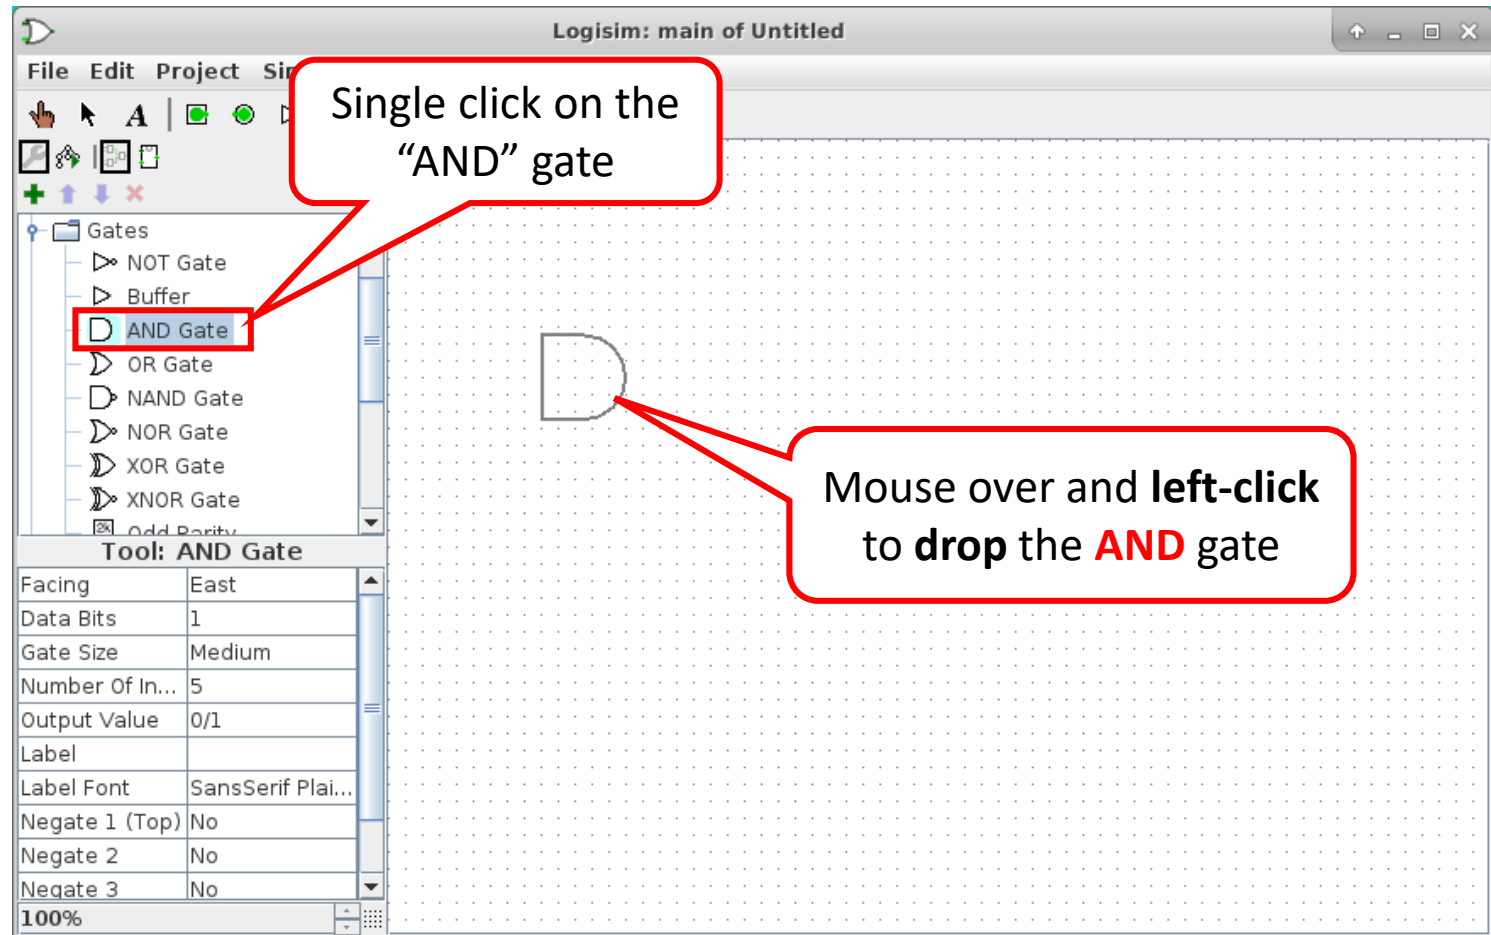 Logisim: main of Untitled
File Edit Project
Single click on the
“AND” gate
A
Gates
NOT Gate
Buffer
AND Gate
OR Gate
NAND Gate
NOR Gate
XOR Gate
XNOR Gate
Odd Parity
Mouse over and left-click
to drop the AND gate
Tool: AND Gate
Facing East
Data Bits 1
Gate Size Medium
Number Of In... 5
Output Value 0/1
Label
Label Font SansSerif Plai...
Negate 1 (Top) No
Negate 2 No
Negate 3 No
100%